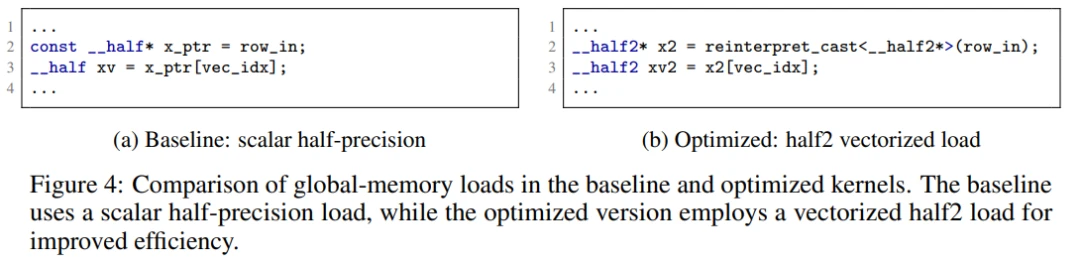 1 ...
2 const __half* x_ptr = row_in;
3 __half xv = x_ptr[vec_idx];
4 ...
(a) Baseline: scalar half-precision
1 ...
2 __half2* x2 = reinterpret_cast<__half2*>(row_in);
3 __half2 xv2 = x2[vec_idx];
4 ...
(b) Optimized: half2 vectorized load
Figure 4: Comparison of global-memory loads in the baseline and optimized kernels. The baseline
uses a scalar half-precision load, while the optimized version employs a vectorized half2 load for
improved efficiency.